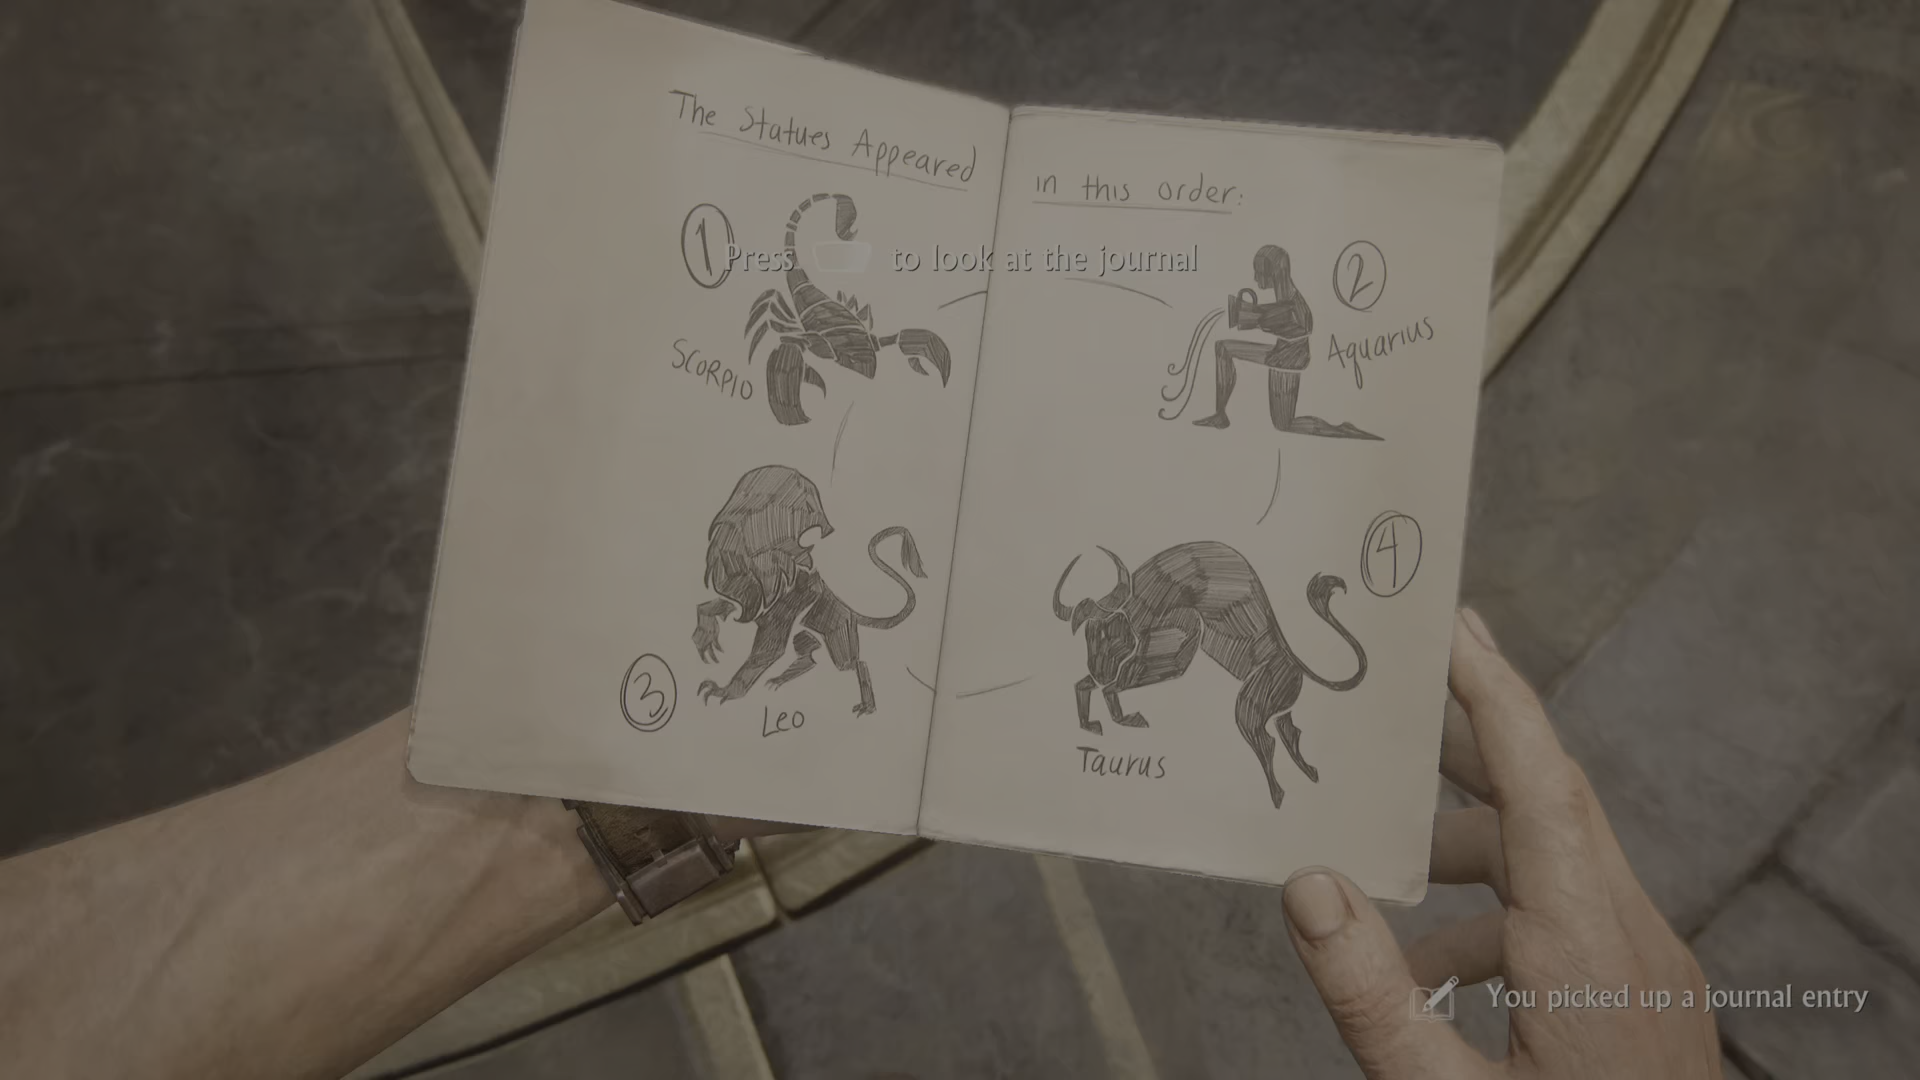 The Statues Appeared
in this order:
1
Press to look at the journal
2
Scorpio
Aquarius
3
Leo
4
Taurus
You picked up a journal entry